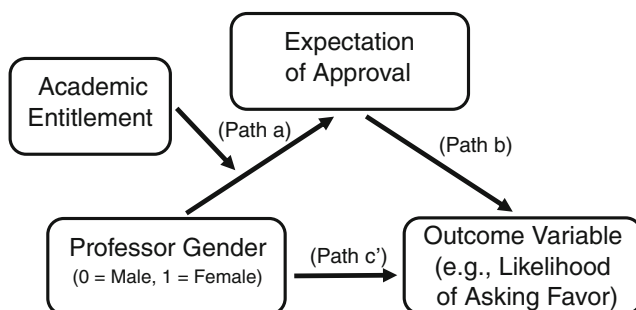 Expectation
of Approval
Academic
Entitlement
(Path a)
(Path b)
Professor Gender
(0 = Male, 1 = Female)
(Path c’)
Outcome Variable
(e.g., Likelihood
of Asking Favor)